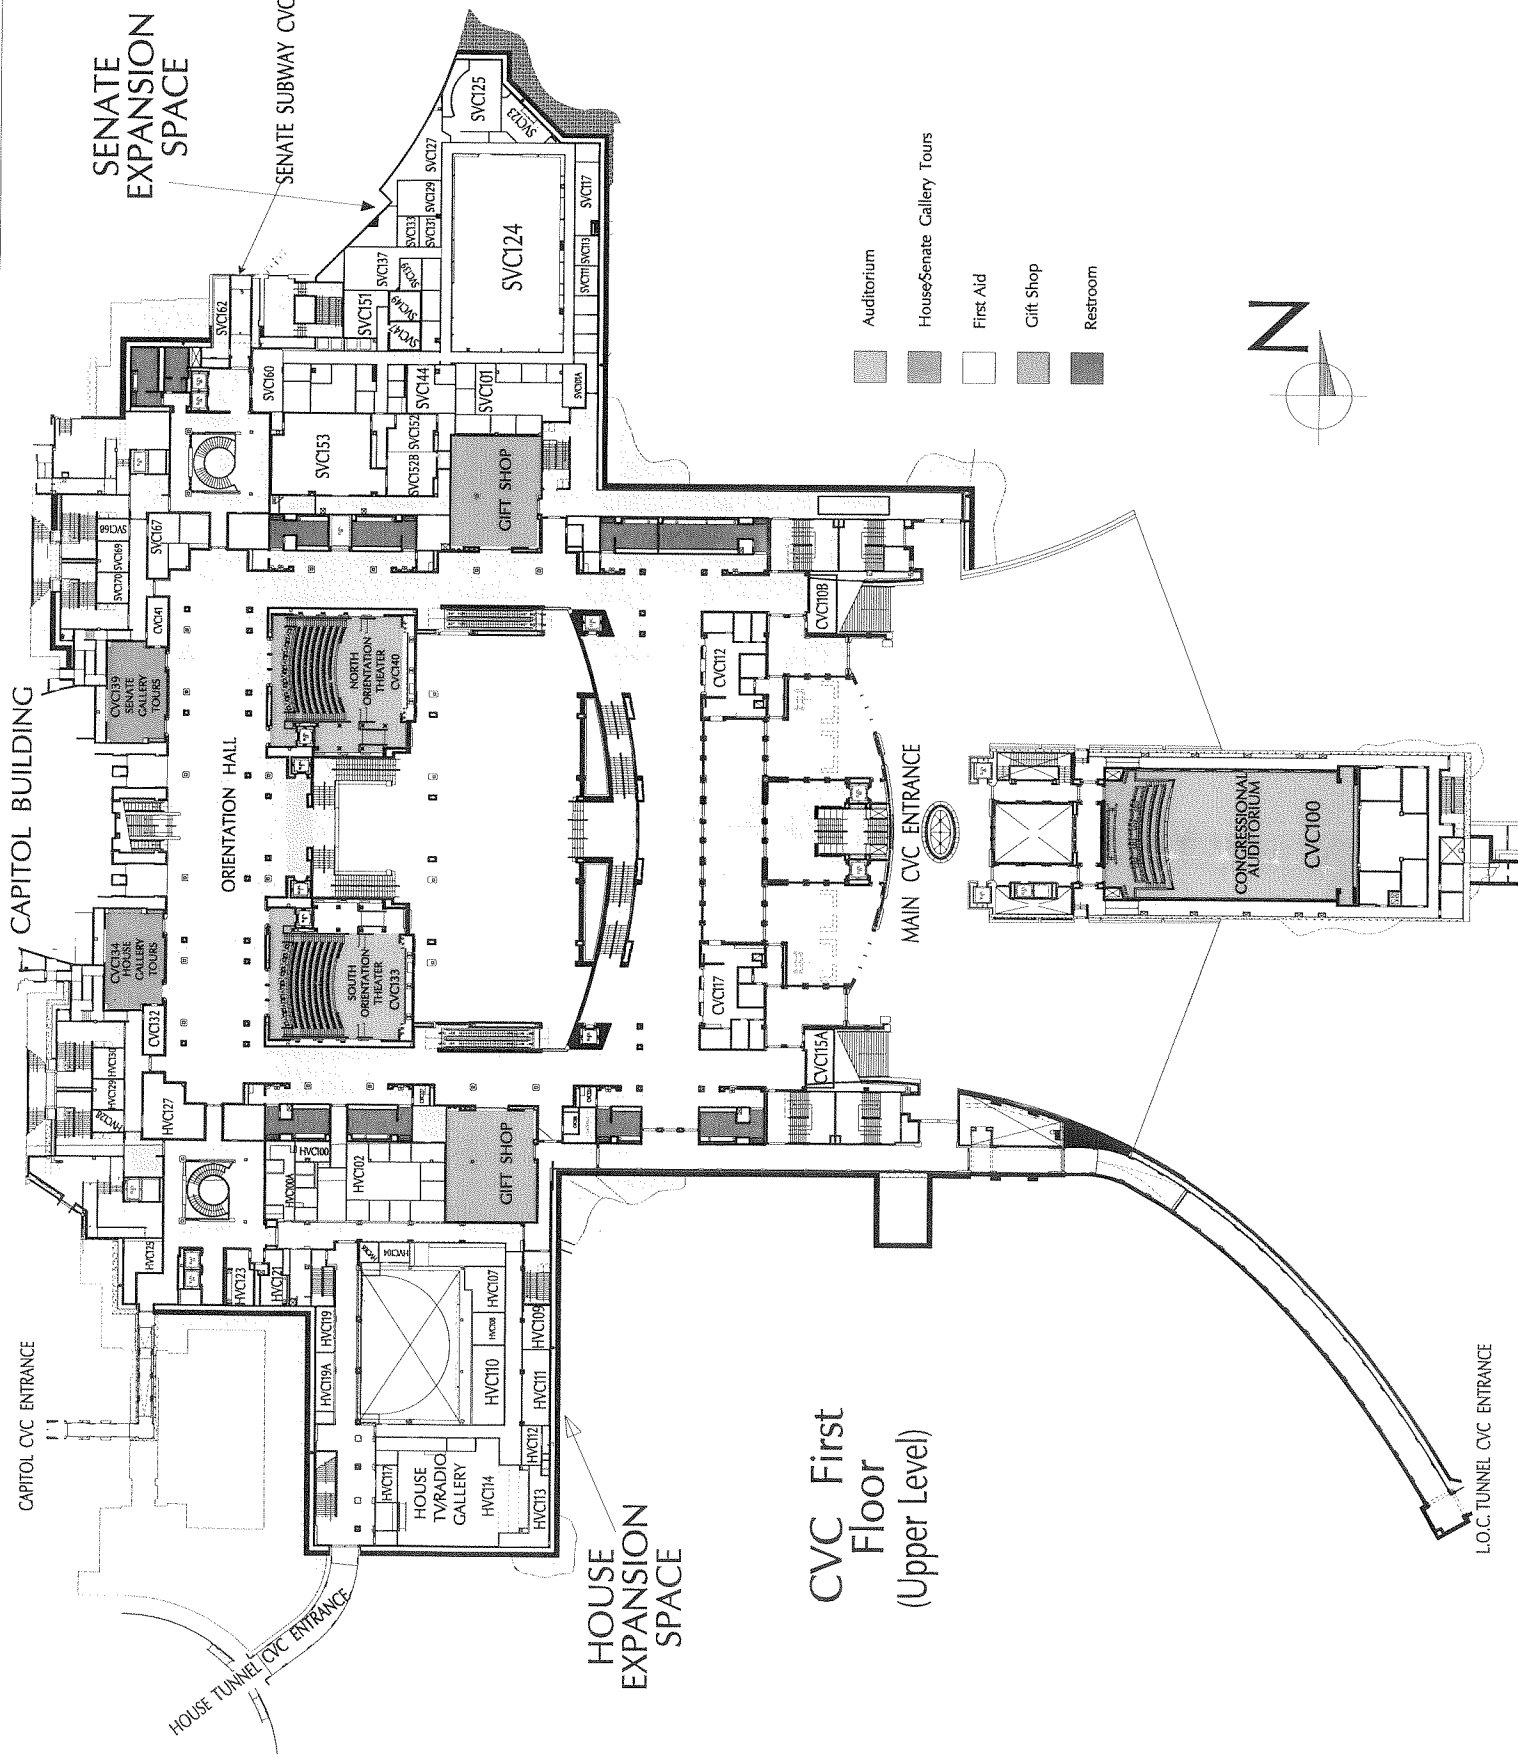 SENATE
EXPANSION
SPACE
SENATE SUBWAY CVC
SVC125
SVC123
SVC127
SVC129
SVC133
SVC131
SVC117
SVC124
SVC137
SVC113
SVC111
SVC151
SVC149
SVC147
SVC162
SVC160
SVC144
SVC101
SVC101A
SVC153
SVC152
SVC152B
GIFT SHOP
SVC168
SVC167
SVC169
SVC170
CVC141
CVC110B
CAPITOL BUILDING
CVC139
SENATE
GALLERY
TOURS
NORTH
ORIENTATION
THEATER
CVC140
CVC112
ORIENTATION HALL
MAIN CVC ENTRANCE
CONGRESSIONAL
AUDITORIUM
CVC100
CVC134
HOUSE
GALLERY
TOURS
SOUTH
ORIENTATION
THEATER
CVC133
CVC117
CVC132
CVC115A
HVC130
HVC129
HVC127
GIFT SHOP
HVC100
HVC100A
HVC102
HVC125
HVC123
HVC121
HVC104
HVC107
HVC108
HVC109
HVC119
HVC119A
HVC110
HVC111
HVC112
HVC117
HOUSE
TV/RADIO
GALLERY
HVC114
HVC113
CAPITOL CVC ENTRANCE
HOUSE TUNNEL CVC ENTRANCE
HOUSE
EXPANSION
SPACE
CVC First
Floor
(Upper Level)
L.O.C. TUNNEL CVC ENTRANCE
Auditorium
House/Senate Gallery Tours
First Aid
Gift Shop
Restroom
N